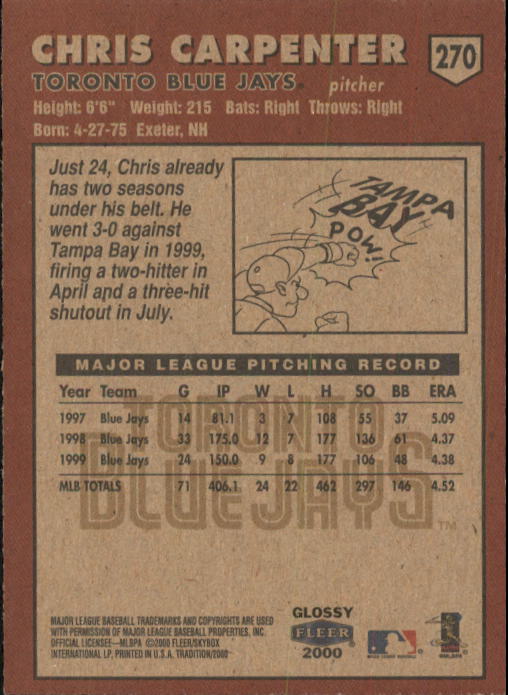 CHRIS CARPENTER
270
TORONTO BLUE JAYS pitcher
Height: 6'6" Weight: 215 Bats: Right Throws: Right
Born: 4-27-75 Exeter, NH
Just 24, Chris already
has two seasons
under his belt. He
went 3-0 against
Tampa Bay in 1999,
firing a two-hitter in
April and a three-hit
shutout in July.
TAMPA
BAY
POW!
MAJOR LEAGUE PITCHING RECORD
Year Team G IP W L H SO BB ERA
1997 Blue Jays 14 81.1 3 7 108 55 37 5.09
1998 Blue Jays 33 175.0 12 7 177 136 61 4.37
1999 Blue Jays 24 150.0 9 8 177 106 48 4.38
MLB TOTALS 71 406.1 24 22 462 297 146 4.52
TORONTO
BLUE JAYS
TM
MAJOR LEAGUE BASEBALL TRADEMARKS AND COPYRIGHTS ARE USED
WITH PERMISSION OF MAJOR LEAGUE BASEBALL PROPERTIES, INC.
OFFICIAL LICENSEE—MLBPA ©2000 FLEER/SKYBOX
INTERNATIONAL LP, PRINTED IN U.S.A. TRADITION/2000
GLOSSY
FLEER
2000
MAJOR LEAGUE BASEBALL
MLBPA